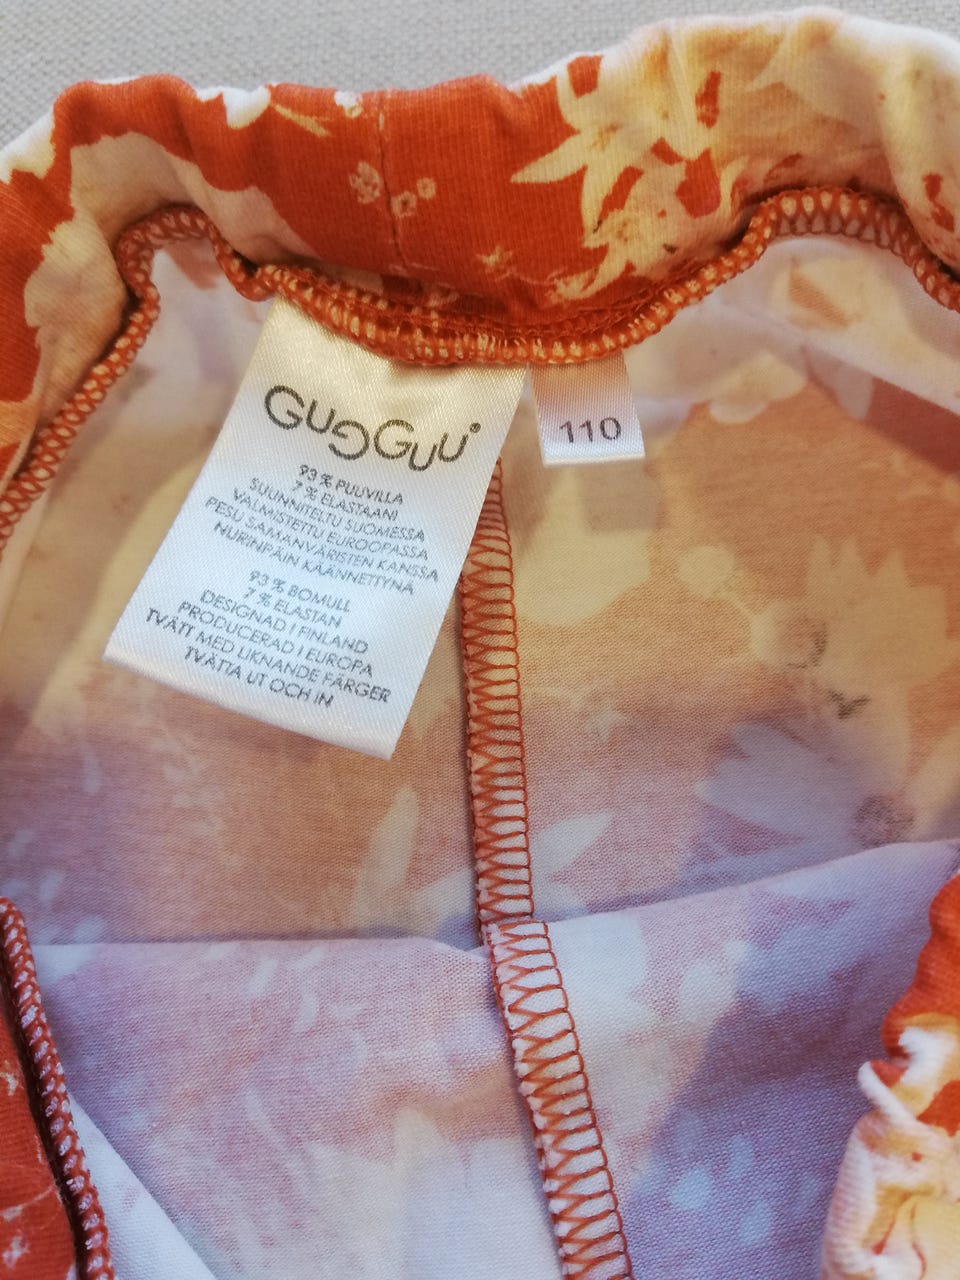 GUGGUU
93 % PUUVILLA
7 % ELASTAANI
SUUNNITELTU SUOMESSA
VALMISTETTU EUROOPASSA
PESU SAMANVÄRISTEN KANSSA
NURINPÄIN KÄÄNNETTYNÄ
93 % BOMULL
7 % ELASTAN
DESIGNAD I FINLAND
PRODUCERAD I EUROPA
TVÄTT MED LIKNANDE FÄRGER
TVÄTTA UT OCH IN
110